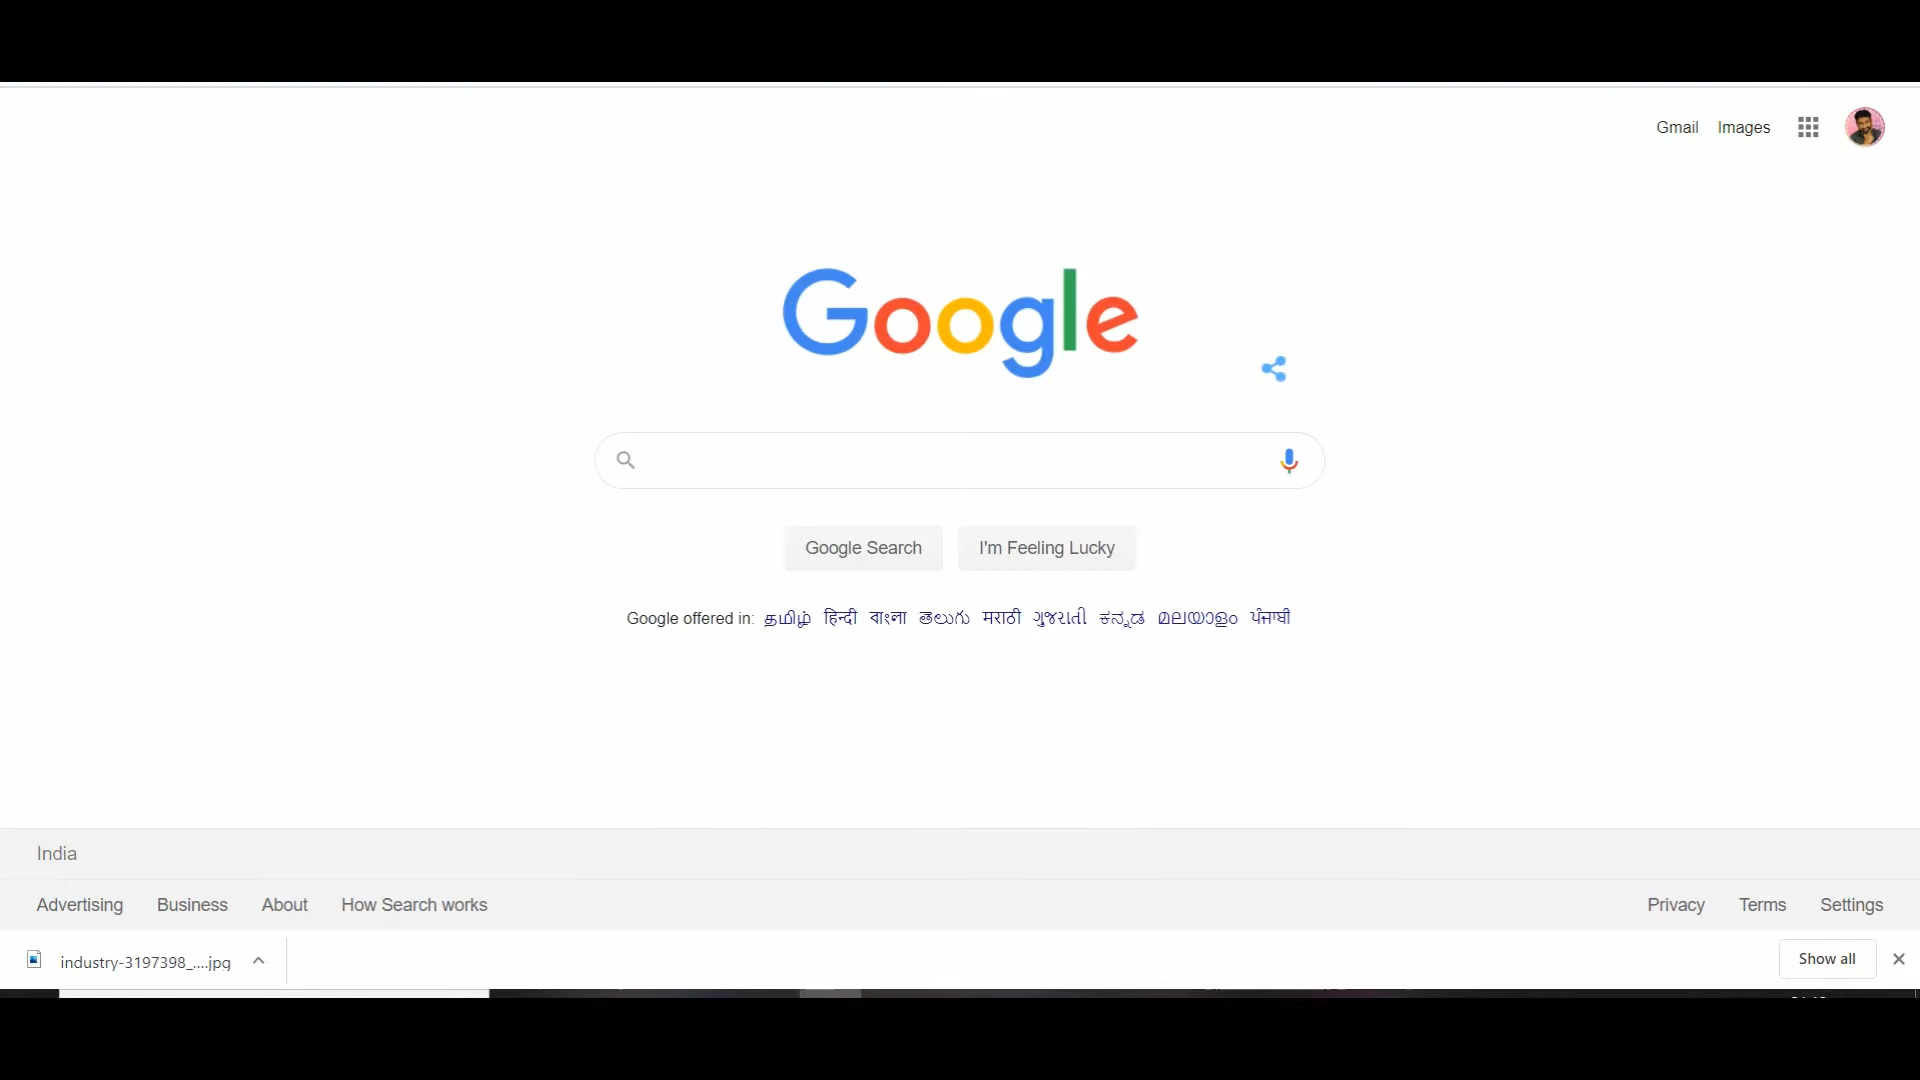 Gmail Images
Google
Google Search I'm Feeling Lucky
Google offered in: தமிழ் हिन्दी বাংলা తెలుగు मराठी ગુજરાતી ಕನ್ನಡ മലയാളം ਪੰਜਾਬੀ
India
Advertising Business About How Search works Privacy Terms Settings
industry-3197398_....jpg Show all